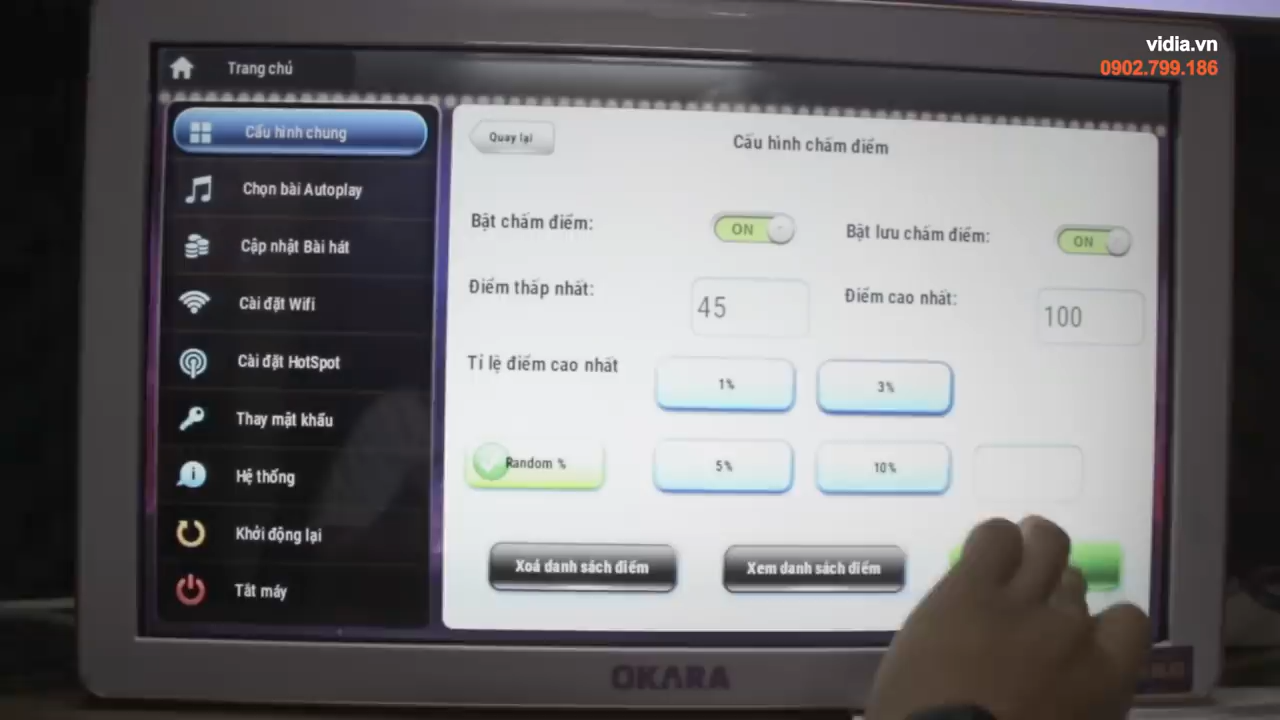 vidia.vn
0902.799.186
Trang chủ
Cấu hình chung
Chọn bài Autoplay
Cập nhật Bài hát
Cài đặt Wifi
Cài đặt HotSpot
Thay mật khẩu
Hệ thống
Khởi động lại
Tắt máy
Quay lại
Cấu hình chấm điểm
Bật chấm điểm:
ON
Bật lưu chấm điểm:
ON
Điểm thấp nhất:
45
Điểm cao nhất:
100
Tỉ lệ điểm cao nhất
1%
3%
Random %
5%
10%
Xoá danh sách điểm
Xem danh sách điểm
OKARA